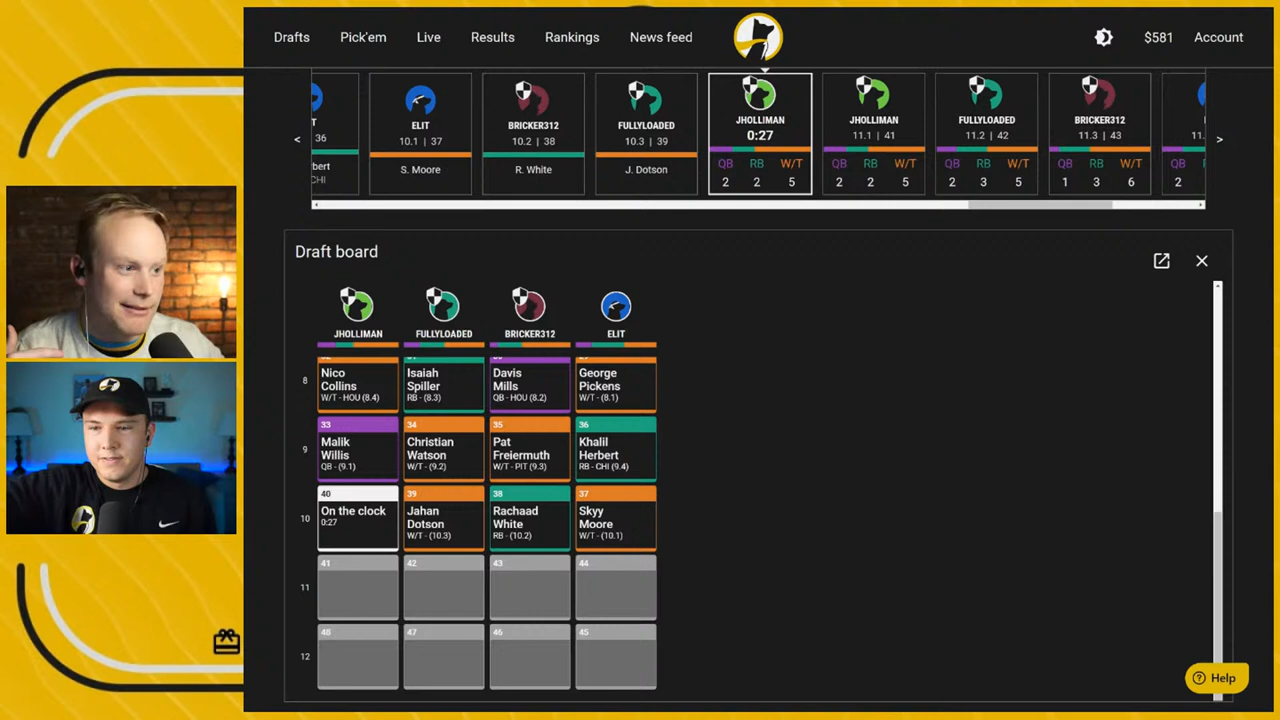 Drafts Pick'em Live Results Rankings News feed $581 Account
36
CHI
ELIT
10.1 | 37
S. Moore
BRICKER312
10.2 | 38
R. White
FULLYLOADED
10.3 | 39
J. Dotson
JHOLLIMAN
0:27
QB RB W/T
2 2 5
JHOLLIMAN
11.1 | 41
QB RB W/T
2 2 5
FULLYLOADED
11.2 | 42
QB RB W/T
2 3 5
BRICKER312
11.3 | 43
QB RB W/T
1 3 6
QB
2
Draft board
JHOLLIMAN FULLYLOADED BRICKER312 ELIT
8
Nico
Collins
W/T - HOU (8.4)
Isaiah
Spiller
RB - (8.3)
Davis
Mills
QB - HOU (8.2)
George
Pickens
W/T - (8.1)
9
33
Malik
Willis
QB - (9.1)
34
Christian
Watson
W/T - (9.2)
35
Pat
Freiermuth
W/T - PIT (9.3)
36
Khalil
Herbert
RB - CHI (9.4)
10
40
On the clock
0:27
39
Jahan
Dotson
W/T - (10.3)
38
Rachaad
White
RB - (10.2)
37
Skyy
Moore
W/T - (10.1)
11
41 42 43 44
12
48 47 46 45
Help